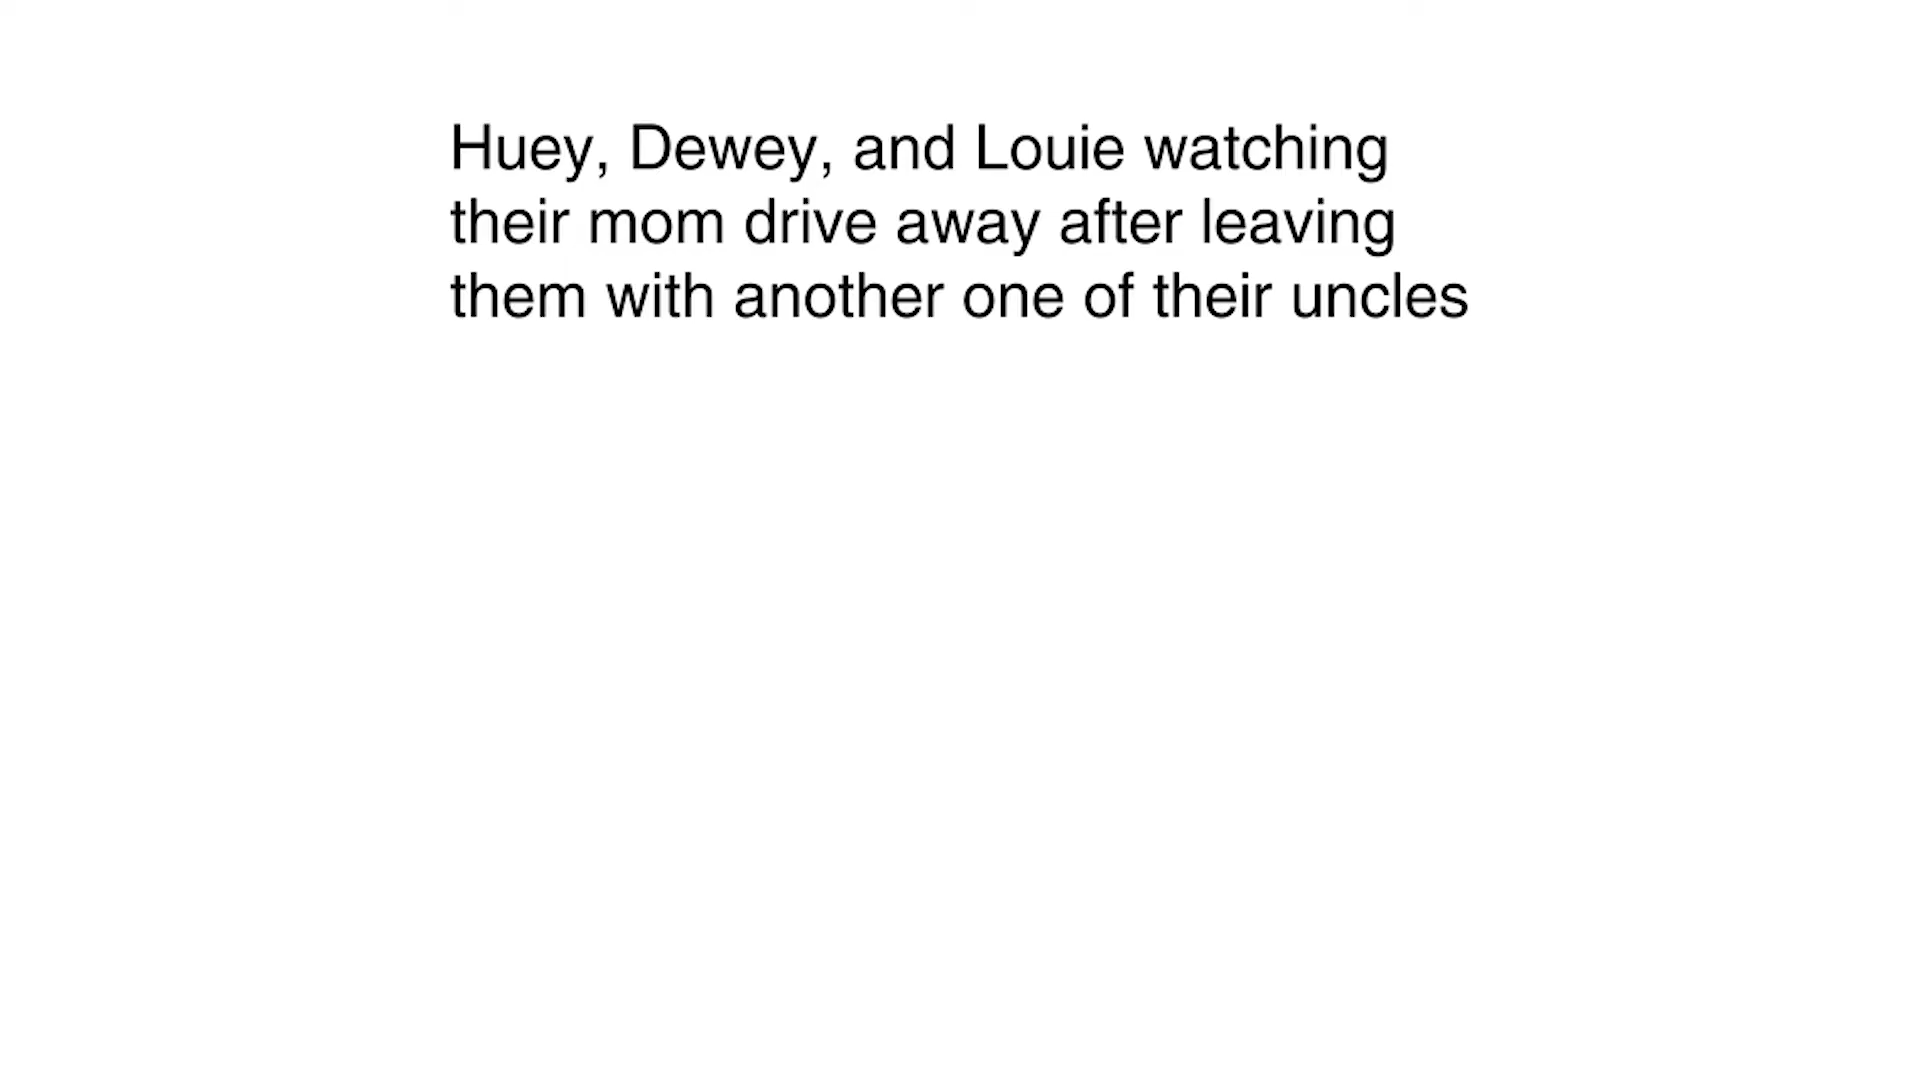 Huey, Dewey, and Louie watching
their mom drive away after leaving
them with another one of their uncles